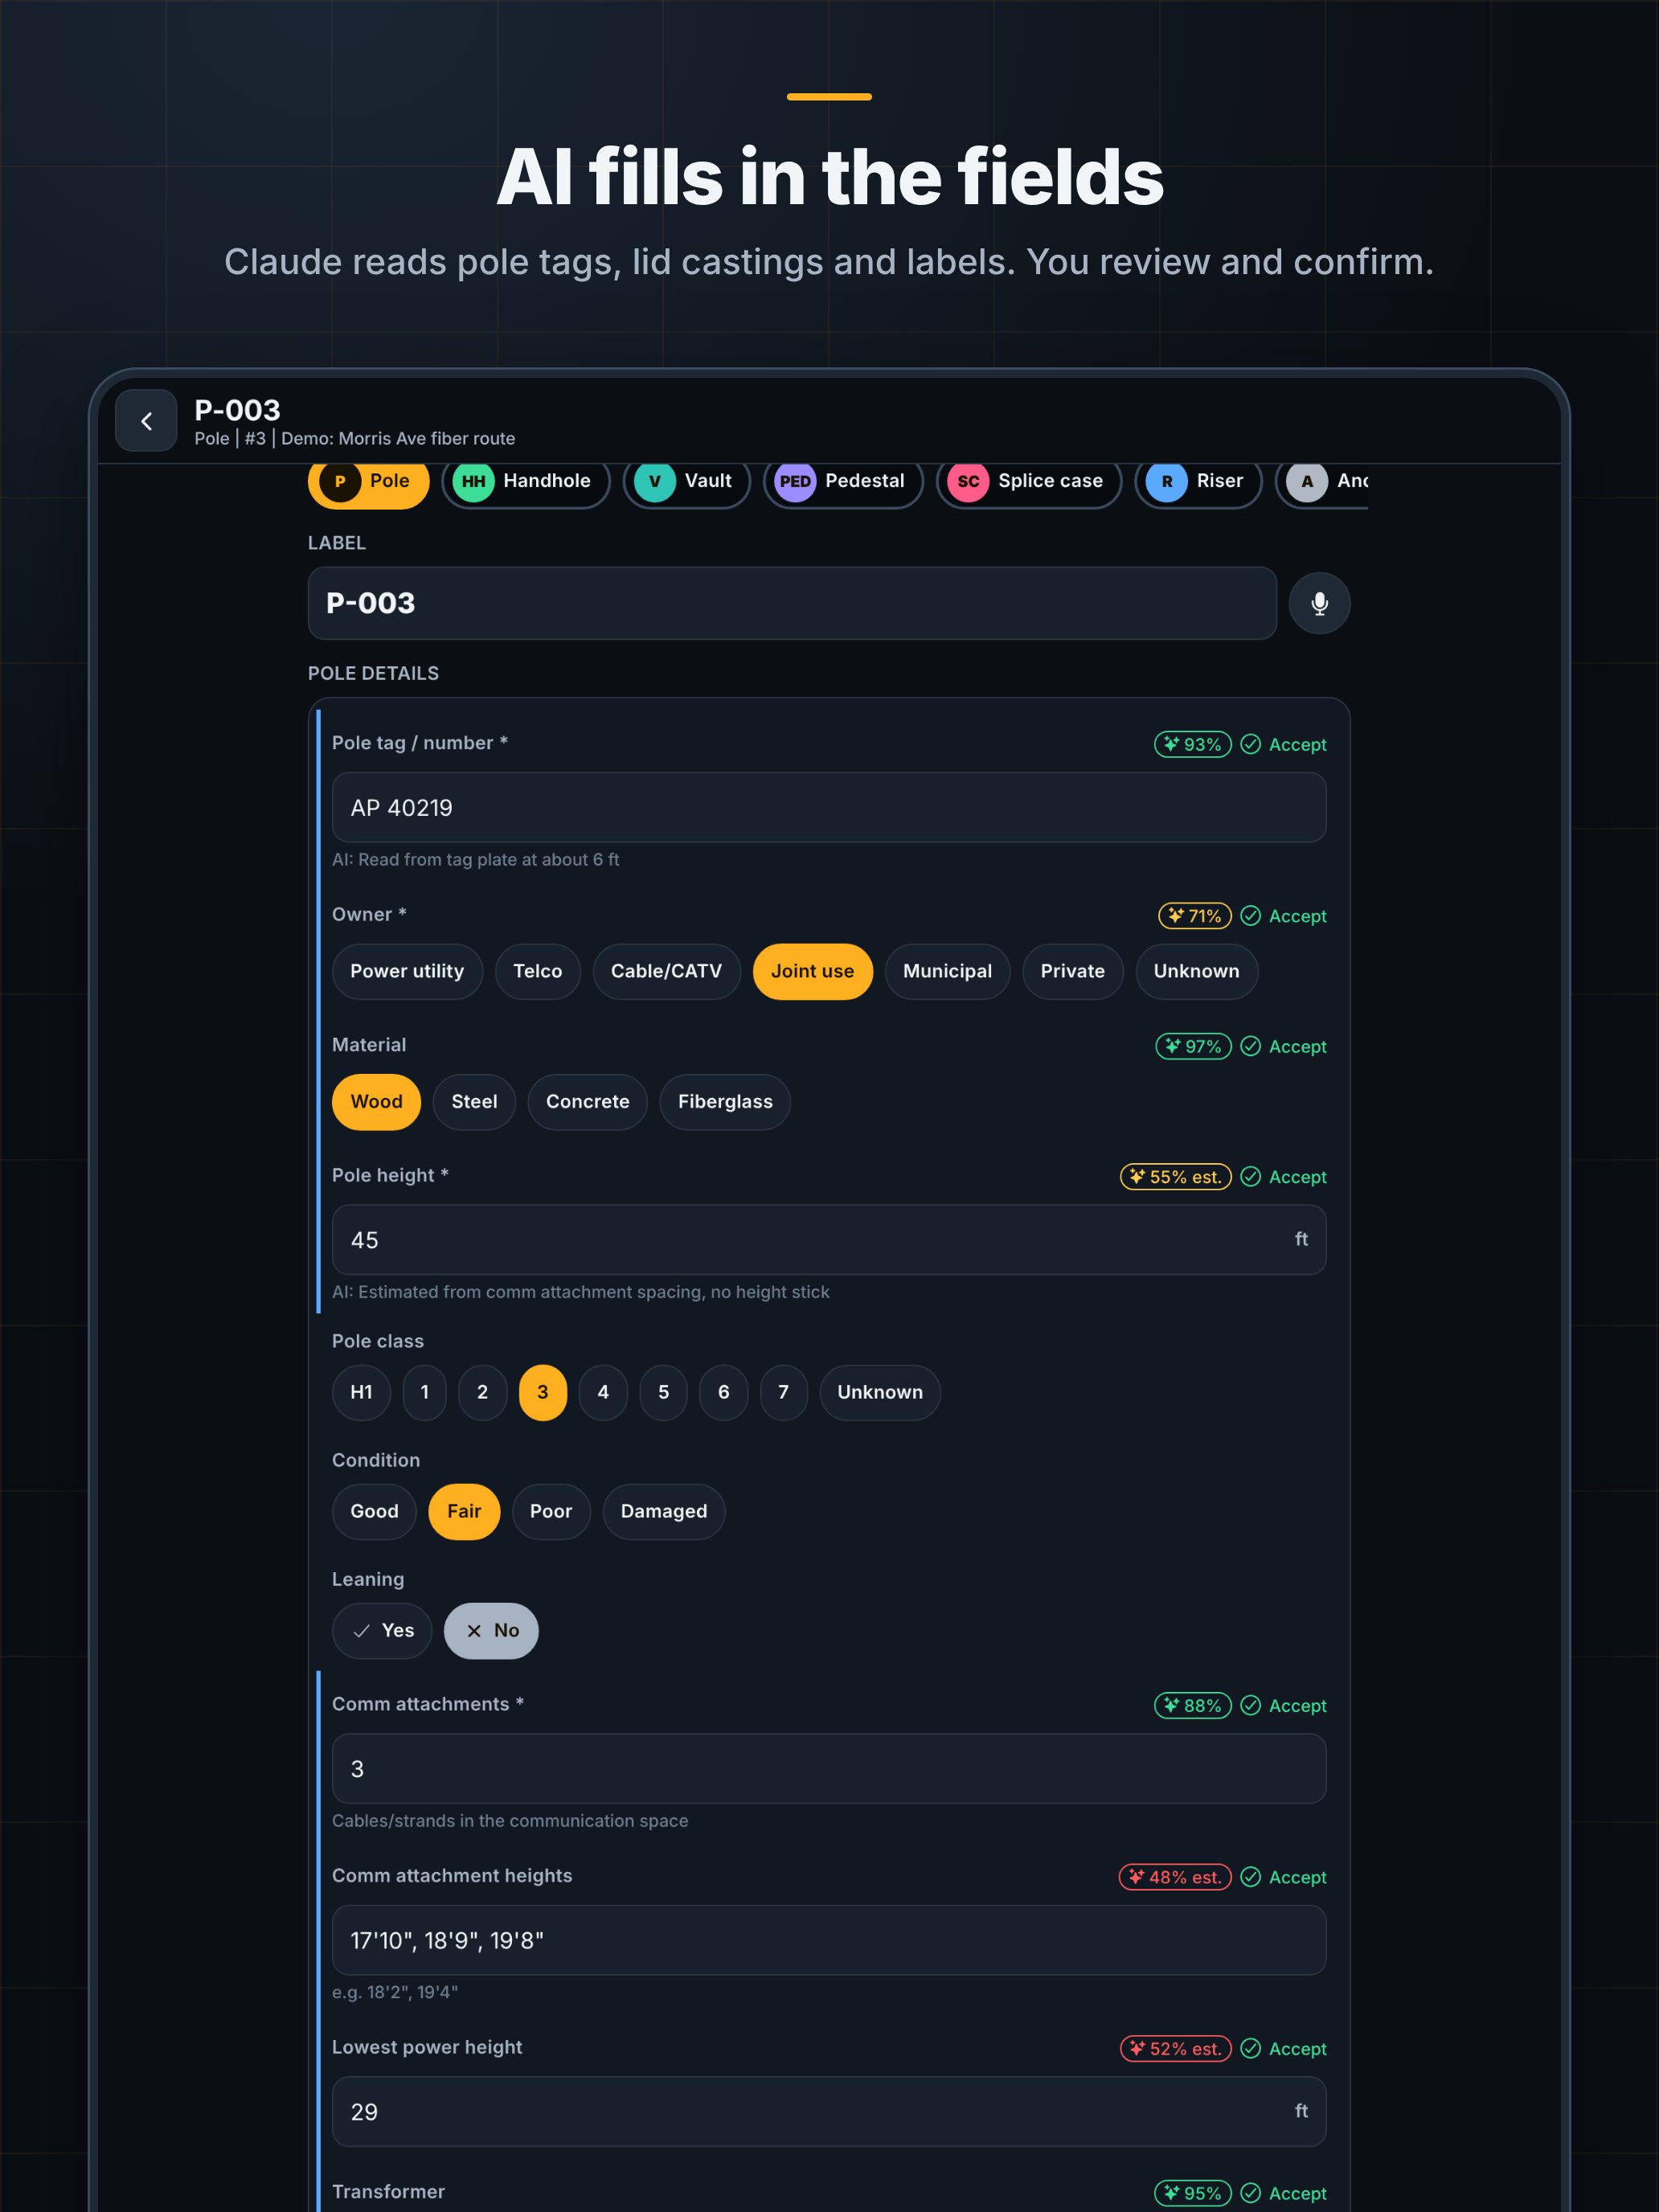 AI fills in the fields
Claude reads pole tags, lid castings and labels. You review and confirm.
P-003
Pole | #3 | Demo: Morris Ave fiber route
P Pole HH Handhole V Vault PED Pedestal SC Splice case R Riser A Anc
LABEL
P-003
POLE DETAILS
Pole tag / number * 93% Accept
AP 40219
AI: Read from tag plate at about 6 ft
Owner * 71% Accept
Power utility Telco Cable/CATV Joint use Municipal Private Unknown
Material 97% Accept
Wood Steel Concrete Fiberglass
Pole height * 55% est. Accept
45 ft
AI: Estimated from comm attachment spacing, no height stick
Pole class
H1 1 2 3 4 5 6 7 Unknown
Condition
Good Fair Poor Damaged
Leaning
Yes No
Comm attachments * 88% Accept
3
Cables/strands in the communication space
Comm attachment heights 48% est. Accept
17'10", 18'9", 19'8"
e.g. 18'2", 19'4"
Lowest power height 52% est. Accept
29 ft
Transformer 95% Accept